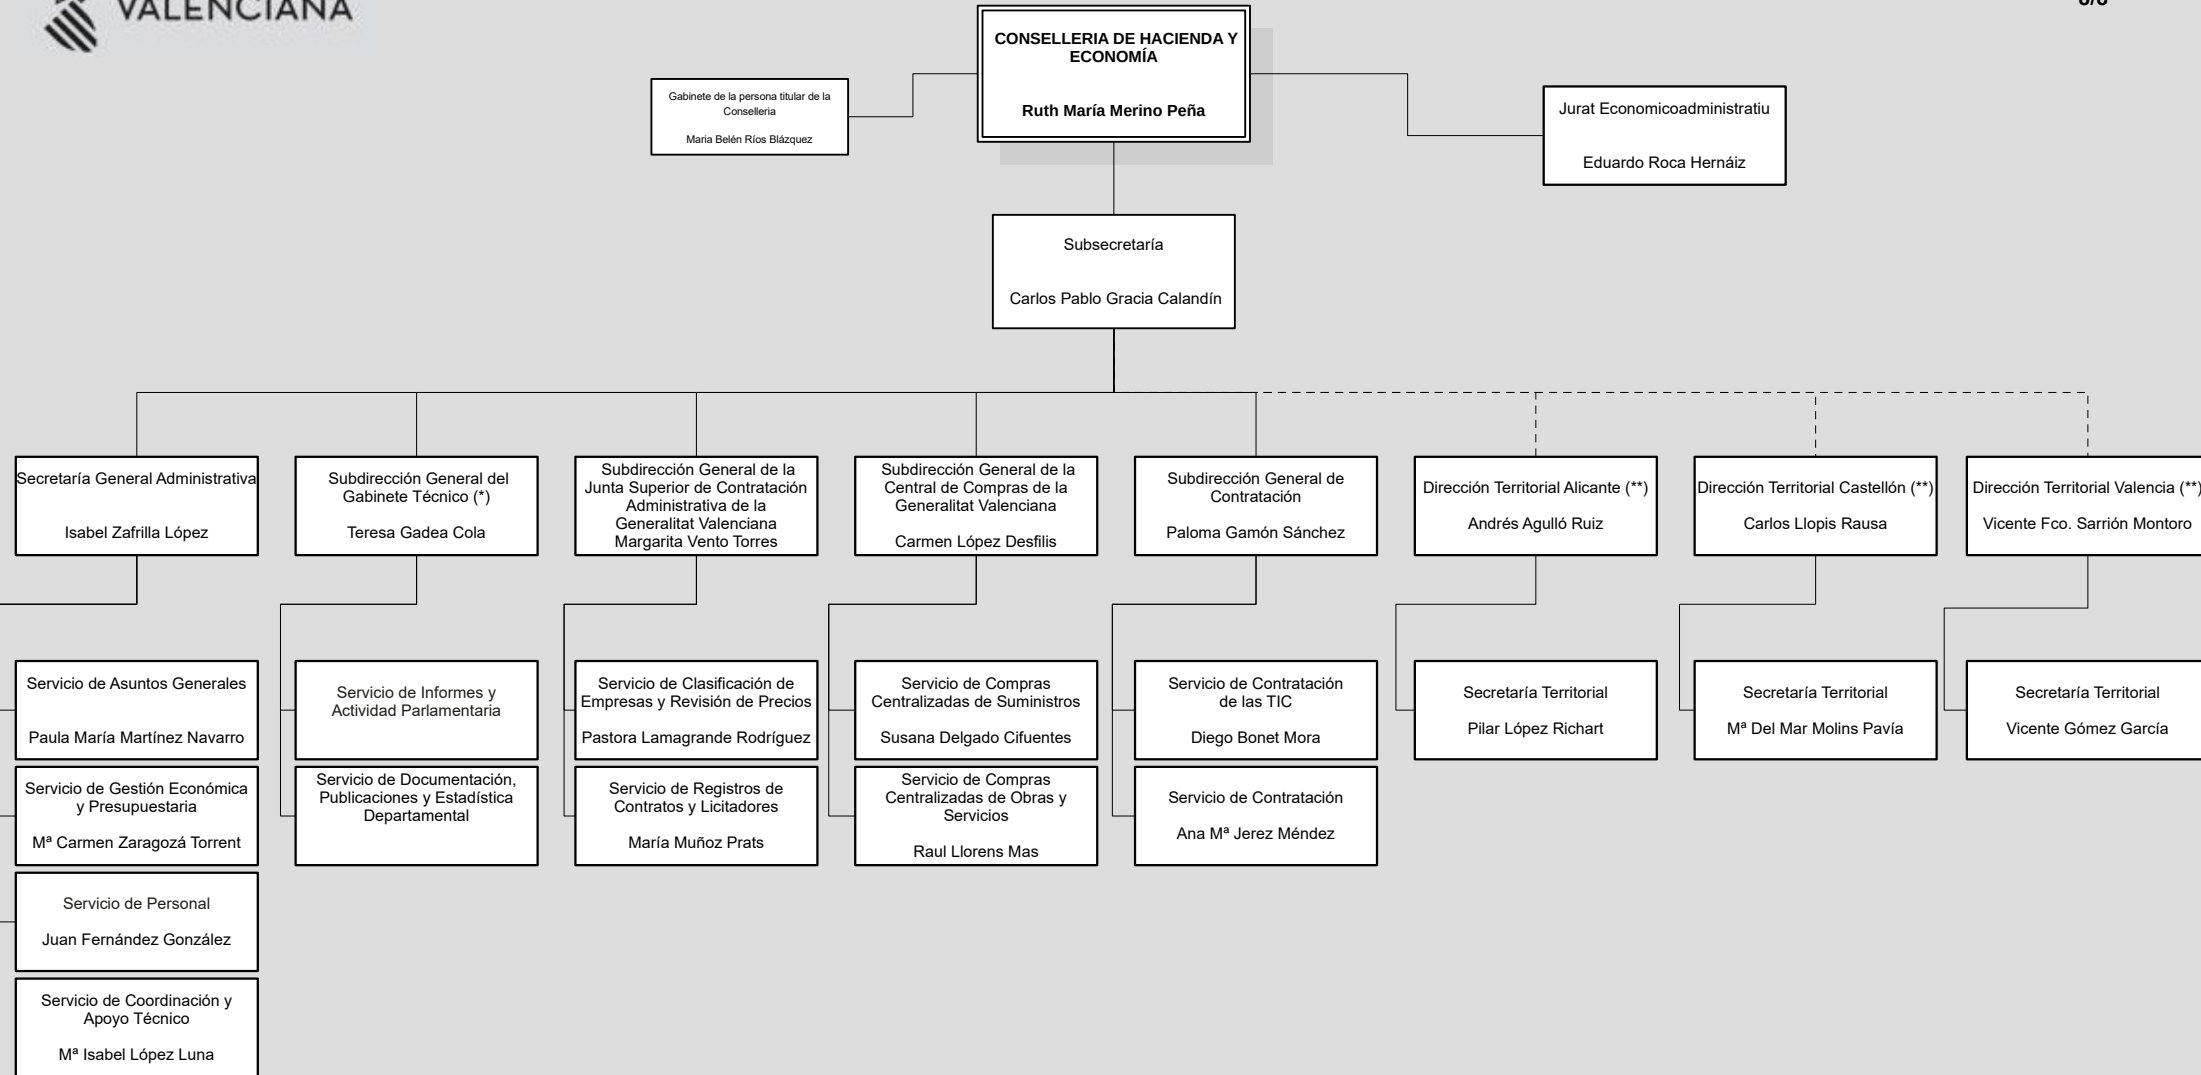 VALENCIANA
CONSELLERIA DE HACIENDA Y
ECONOMÍA
Ruth María Merino Peña
Gabinete de la persona titular de la
Conselleria
Maria Belén Ríos Blázquez
Jurat Economicoadministratiu
Eduardo Roca Hernáiz
Subsecretaría
Carlos Pablo Gracia Calandín
Secretaría General Administrativa
Isabel Zafrilla López
Subdirección General del
Gabinete Técnico (*)
Teresa Gadea Cola
Subdirección General de la
Junta Superior de Contratación
Administrativa de la
Generalitat Valenciana
Margarita Vento Torres
Subdirección General de la
Central de Compras de la
Generalitat Valenciana
Carmen López Desfilis
Subdirección General de
Contratación
Paloma Gamón Sánchez
Dirección Territorial Alicante (**)
Andrés Agulló Ruiz
Dirección Territorial Castellón (**)
Carlos Llopis Rausa
Dirección Territorial Valencia (**)
Vicente Fco. Sarrión Montoro
Servicio de Asuntos Generales
Paula María Martínez Navarro
Servicio de Informes y
Actividad Parlamentaria
Servicio de Clasificación de
Empresas y Revisión de Precios
Pastora Lamagrande Rodríguez
Servicio de Compras
Centralizadas de Suministros
Susana Delgado Cifuentes
Servicio de Contratación
de las TIC
Diego Bonet Mora
Secretaría Territorial
Pilar López Richart
Secretaría Territorial
Mª Del Mar Molins Pavía
Secretaría Territorial
Vicente Gómez García
Servicio de Gestión Económica
y Presupuestaria
Mª Carmen Zaragozá Torrent
Servicio de Documentación,
Publicaciones y Estadística
Departamental
Servicio de Registros de
Contratos y Licitadores
María Muñoz Prats
Servicio de Compras
Centralizadas de Obras y
Servicios
Raul Llorens Mas
Servicio de Contratación
Ana Mª Jerez Méndez
Servicio de Personal
Juan Fernández González
Servicio de Coordinación y
Apoyo Técnico
Mª Isabel López Luna